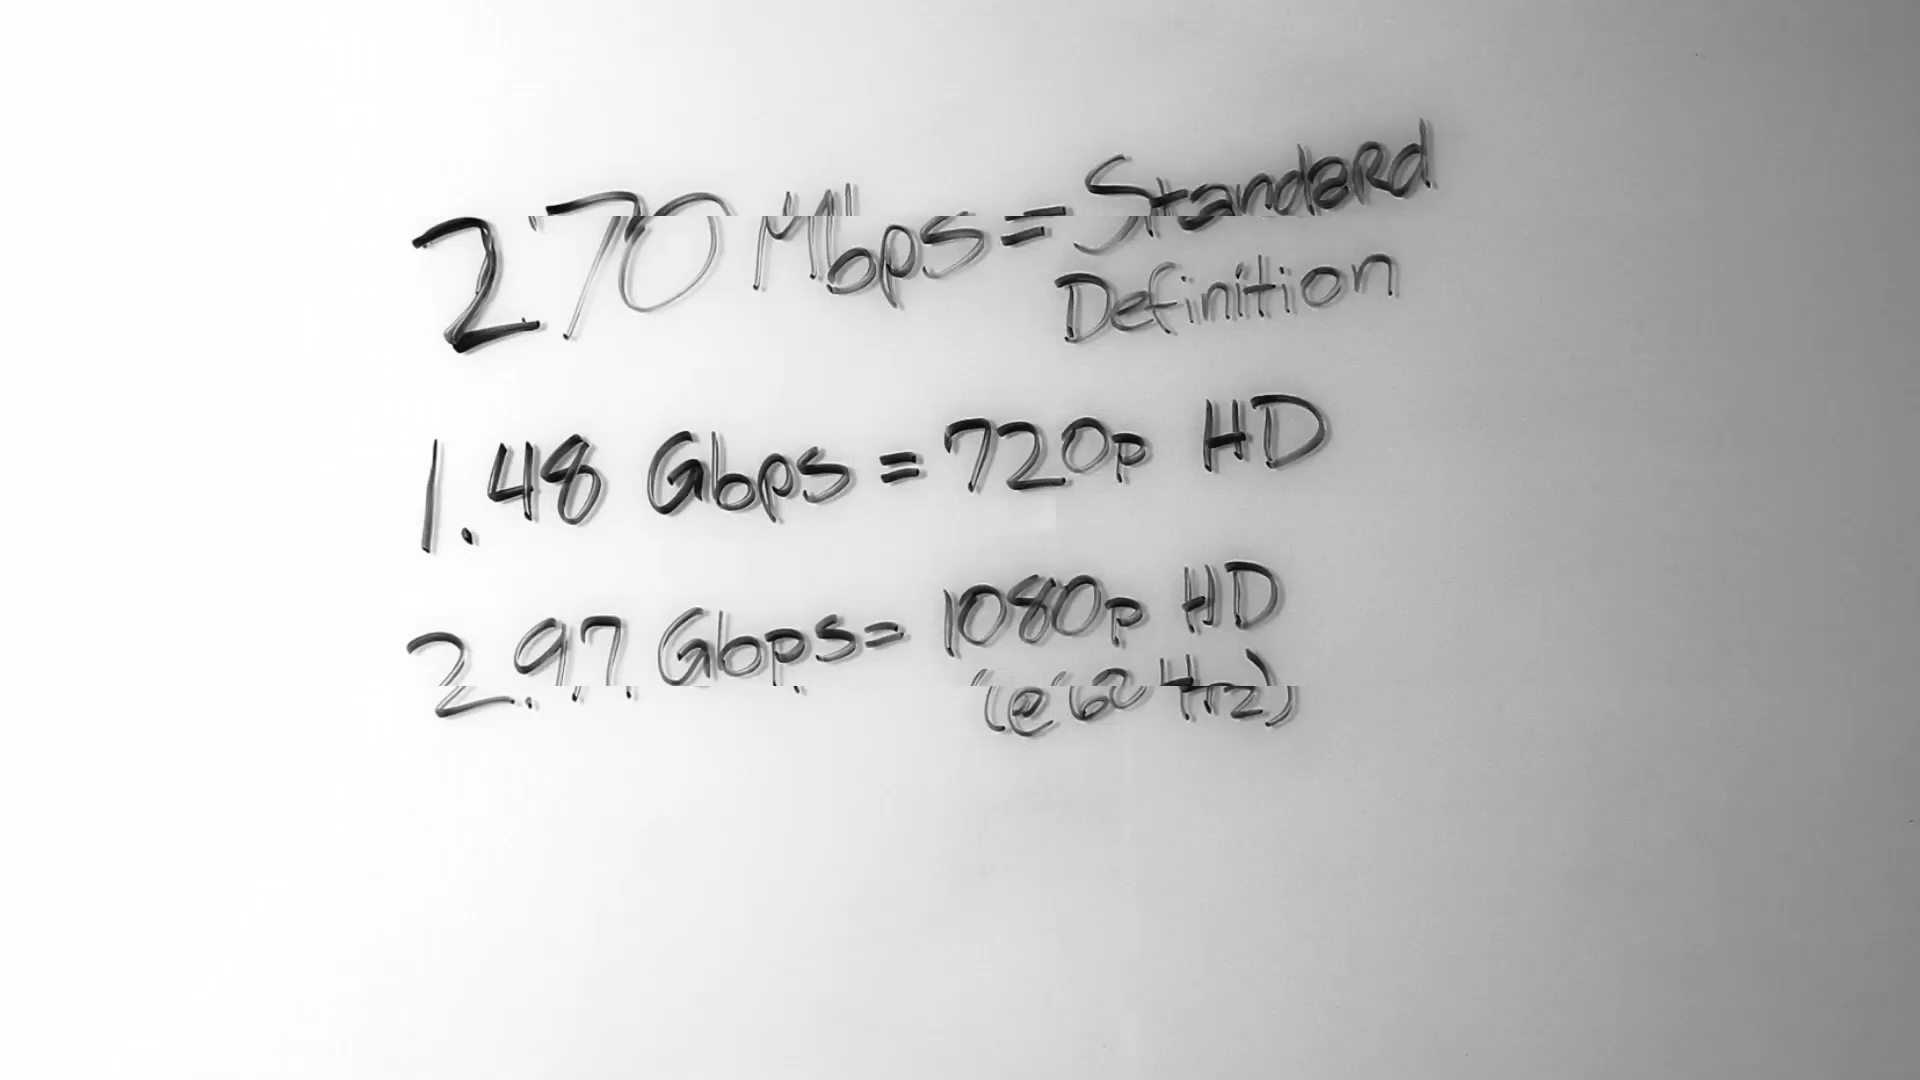 270 Mbps = Standard
Definition
1.48 Gbps = 720p HD
2.97 Gbps = 1080p HD
(@ 60 Hz)